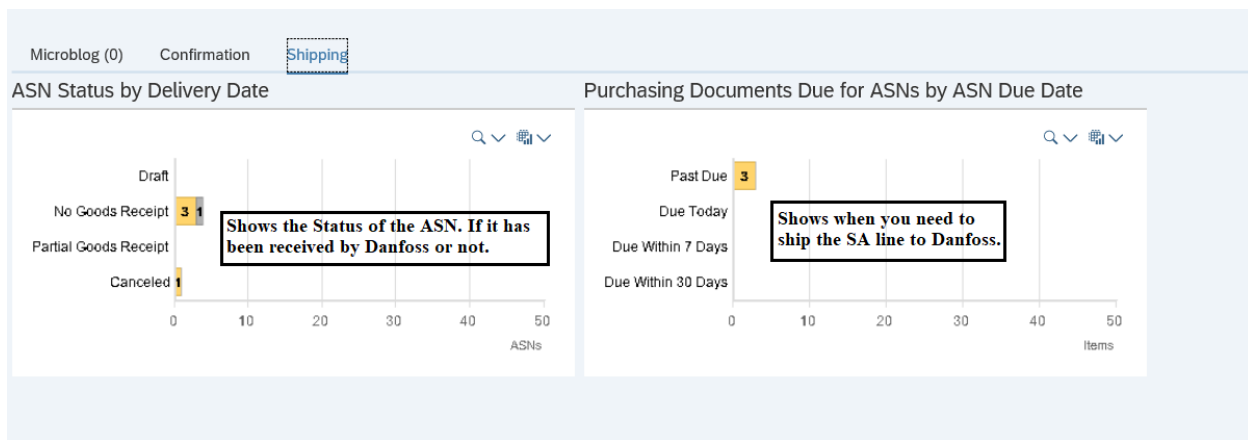 Microblog (0) Confirmation Shipping
ASN Status by Delivery Date
Draft
No Goods Receipt 3 1
Partial Goods Receipt
Canceled 1
0 10 20 30 40 50
ASNs
Shows the Status of the ASN. If it has
been received by Danfoss or not.
Purchasing Documents Due for ASNs by ASN Due Date
Past Due 3
Due Today
Due Within 7 Days
Due Within 30 Days
0 10 20 30 40 50
Items
Shows when you need to
ship the SA line to Danfoss.